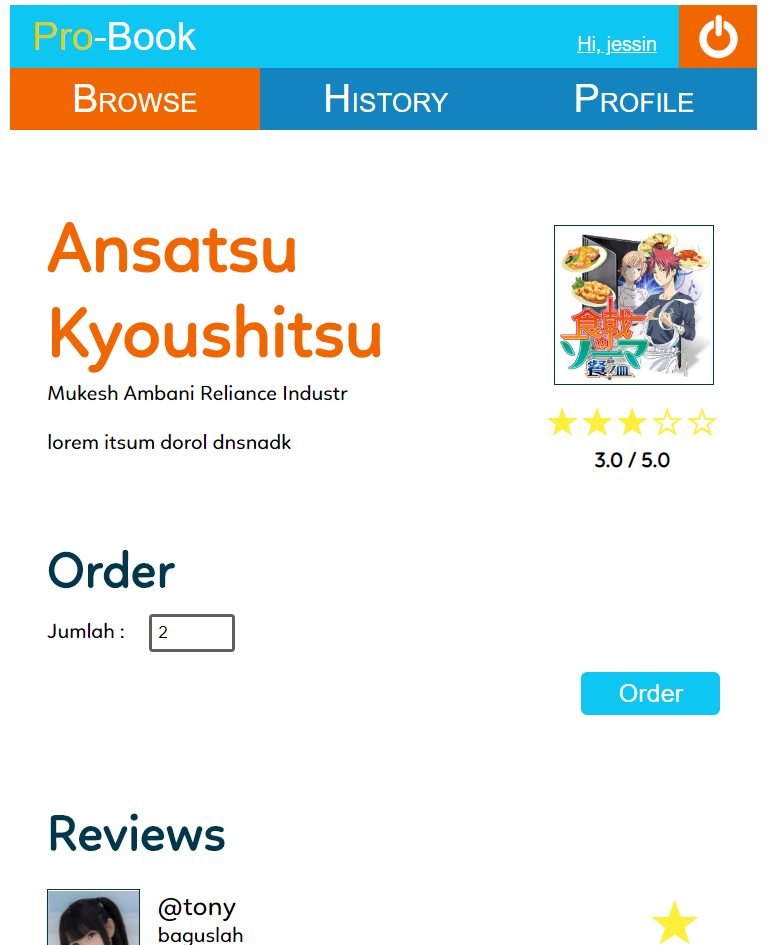 Pro-Book
Hi, jessin
BROWSE
HISTORY
PROFILE
Ansatsu
Kyoushitsu
Mukesh Ambani Reliance Industr
lorem itsum dorol dnsnadk
食戟
の
ソーマ
餐ノ皿
3.0 / 5.0
Order
Jumlah :
2
Order
Reviews
@tony
baguslah